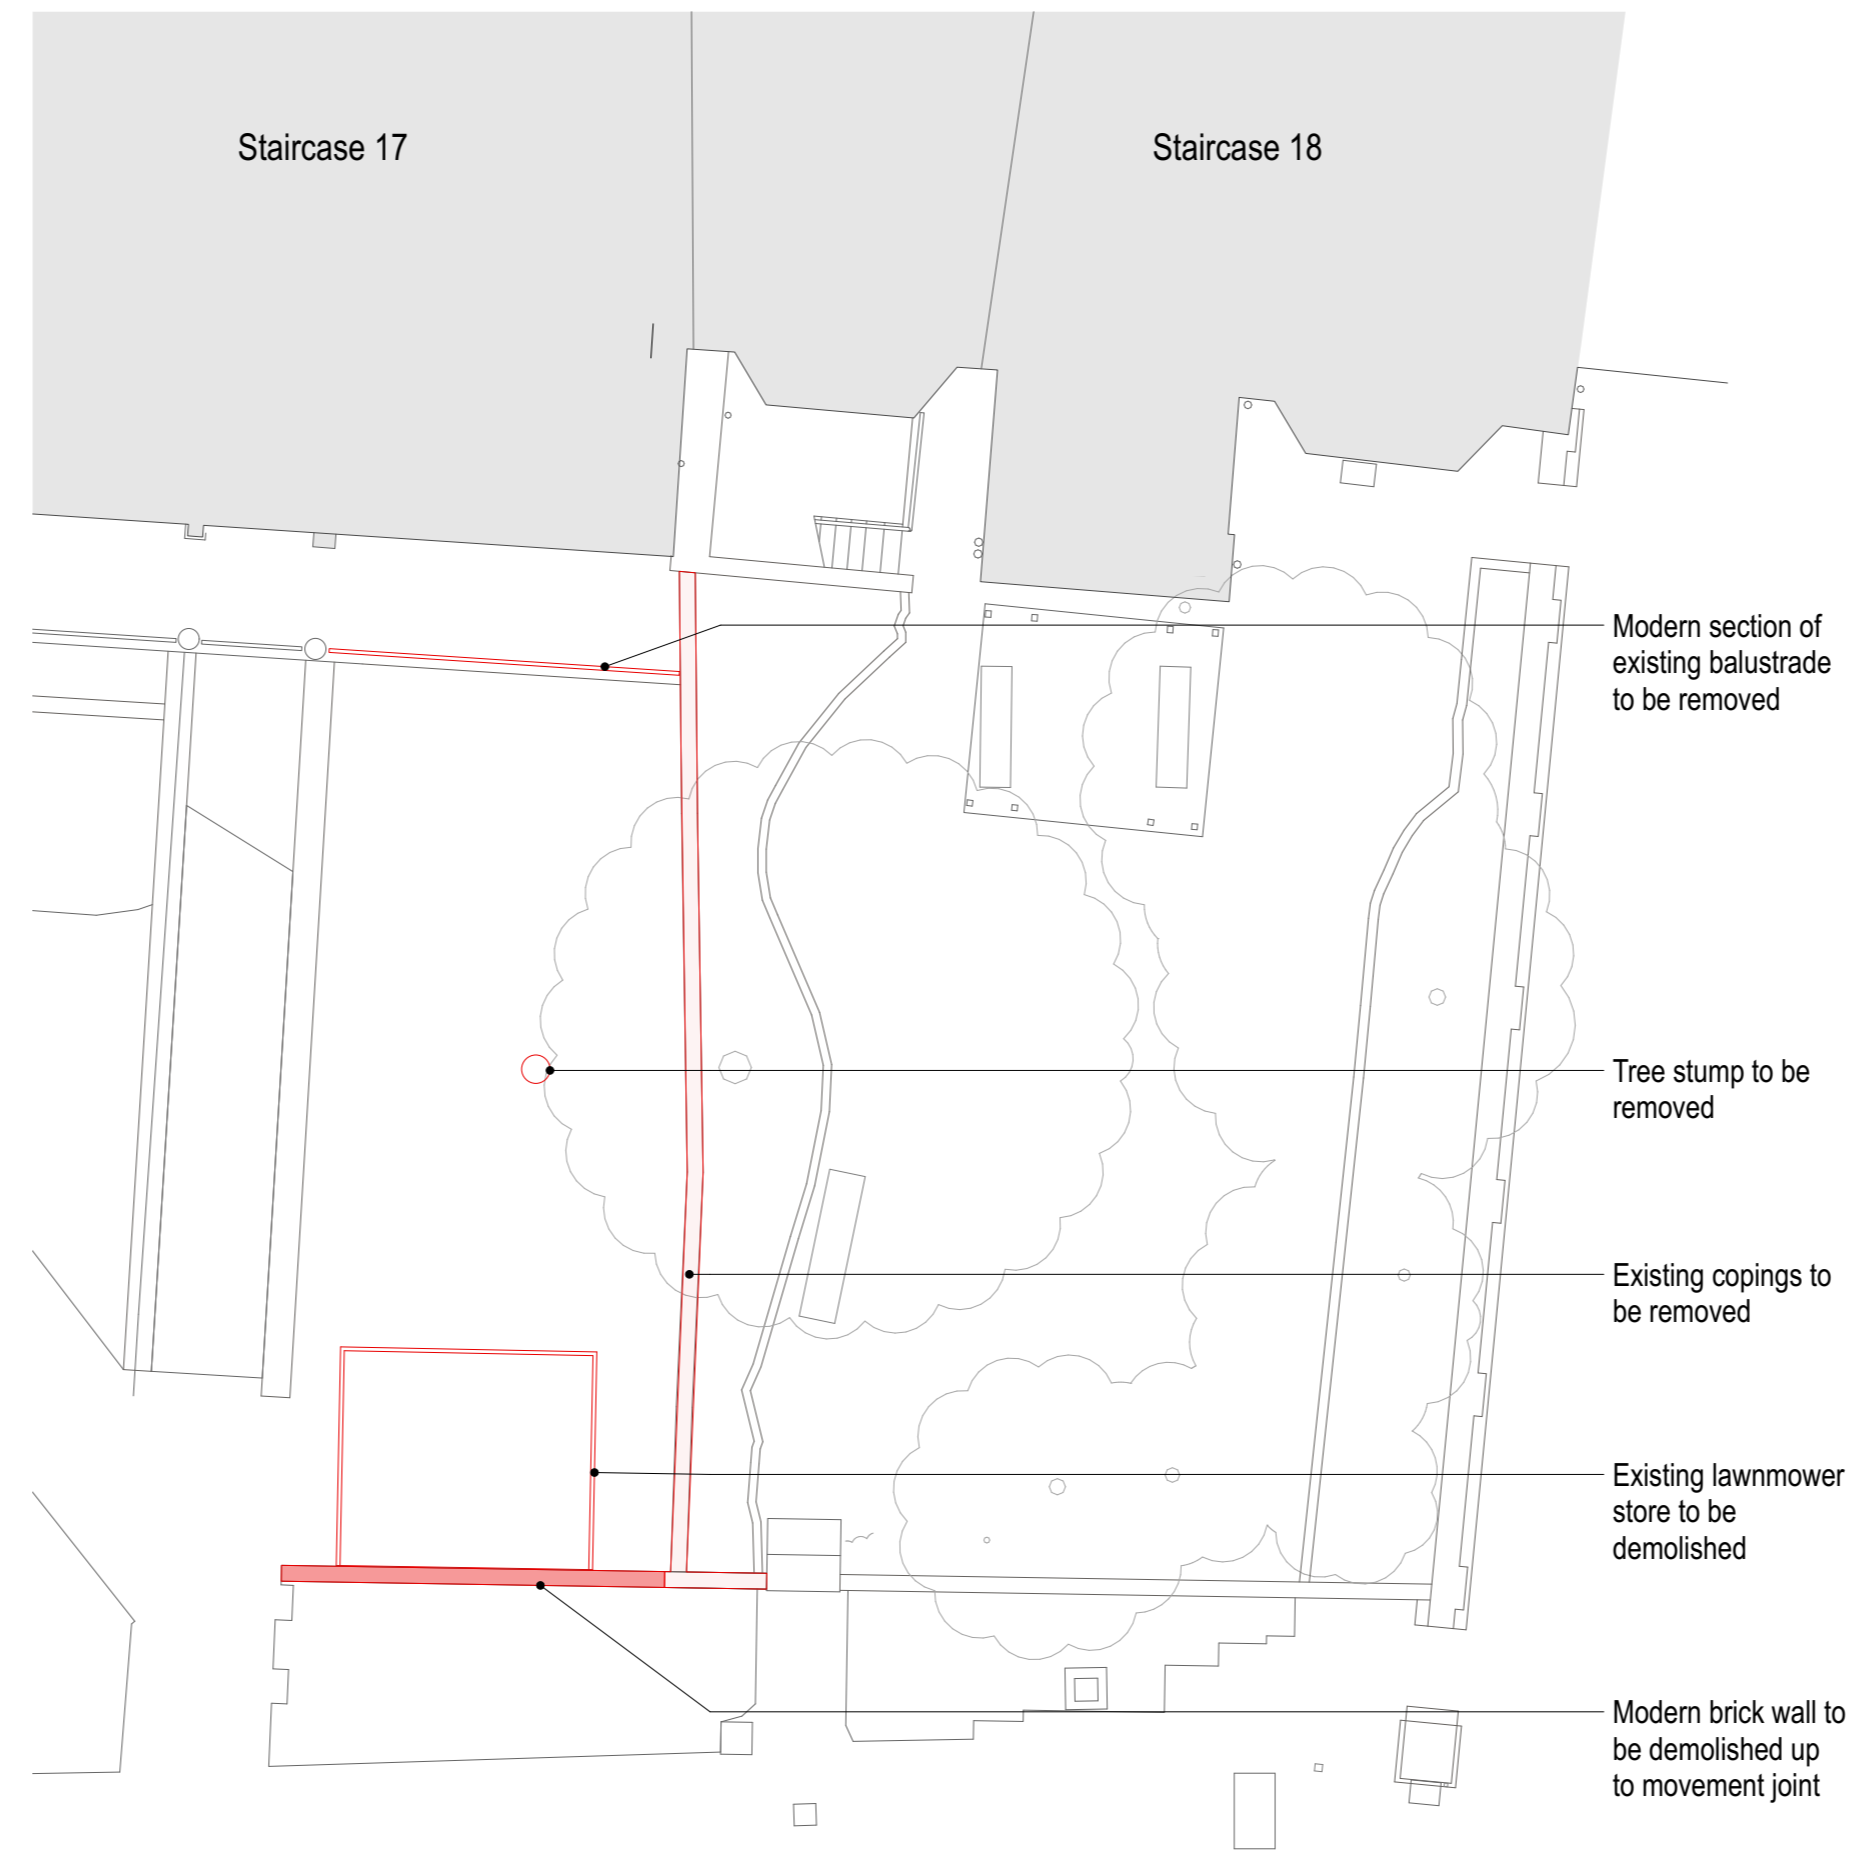 Staircase 17
Staircase 18
Modern section of
existing balustrade
to be removed
Tree stump to be
removed
Existing copings to
be removed
Existing lawnmower
store to be
demolished
Modern brick wall to
be demolished up
to movement joint